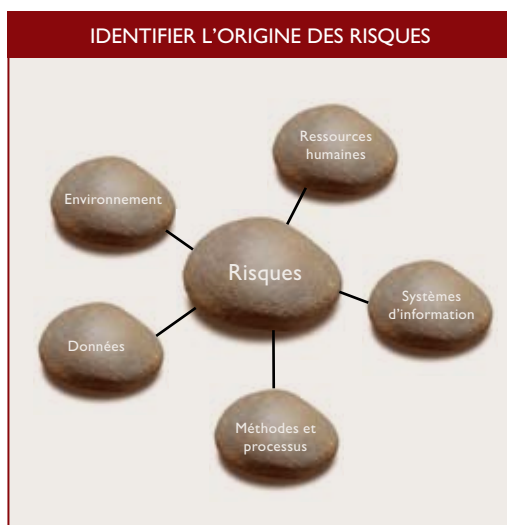 IDENTIFIER L'ORIGINE DES RISQUES
Ressources
humaines
Environnement
Risques
Systèmes
d'information
Données
Méthodes et
processus